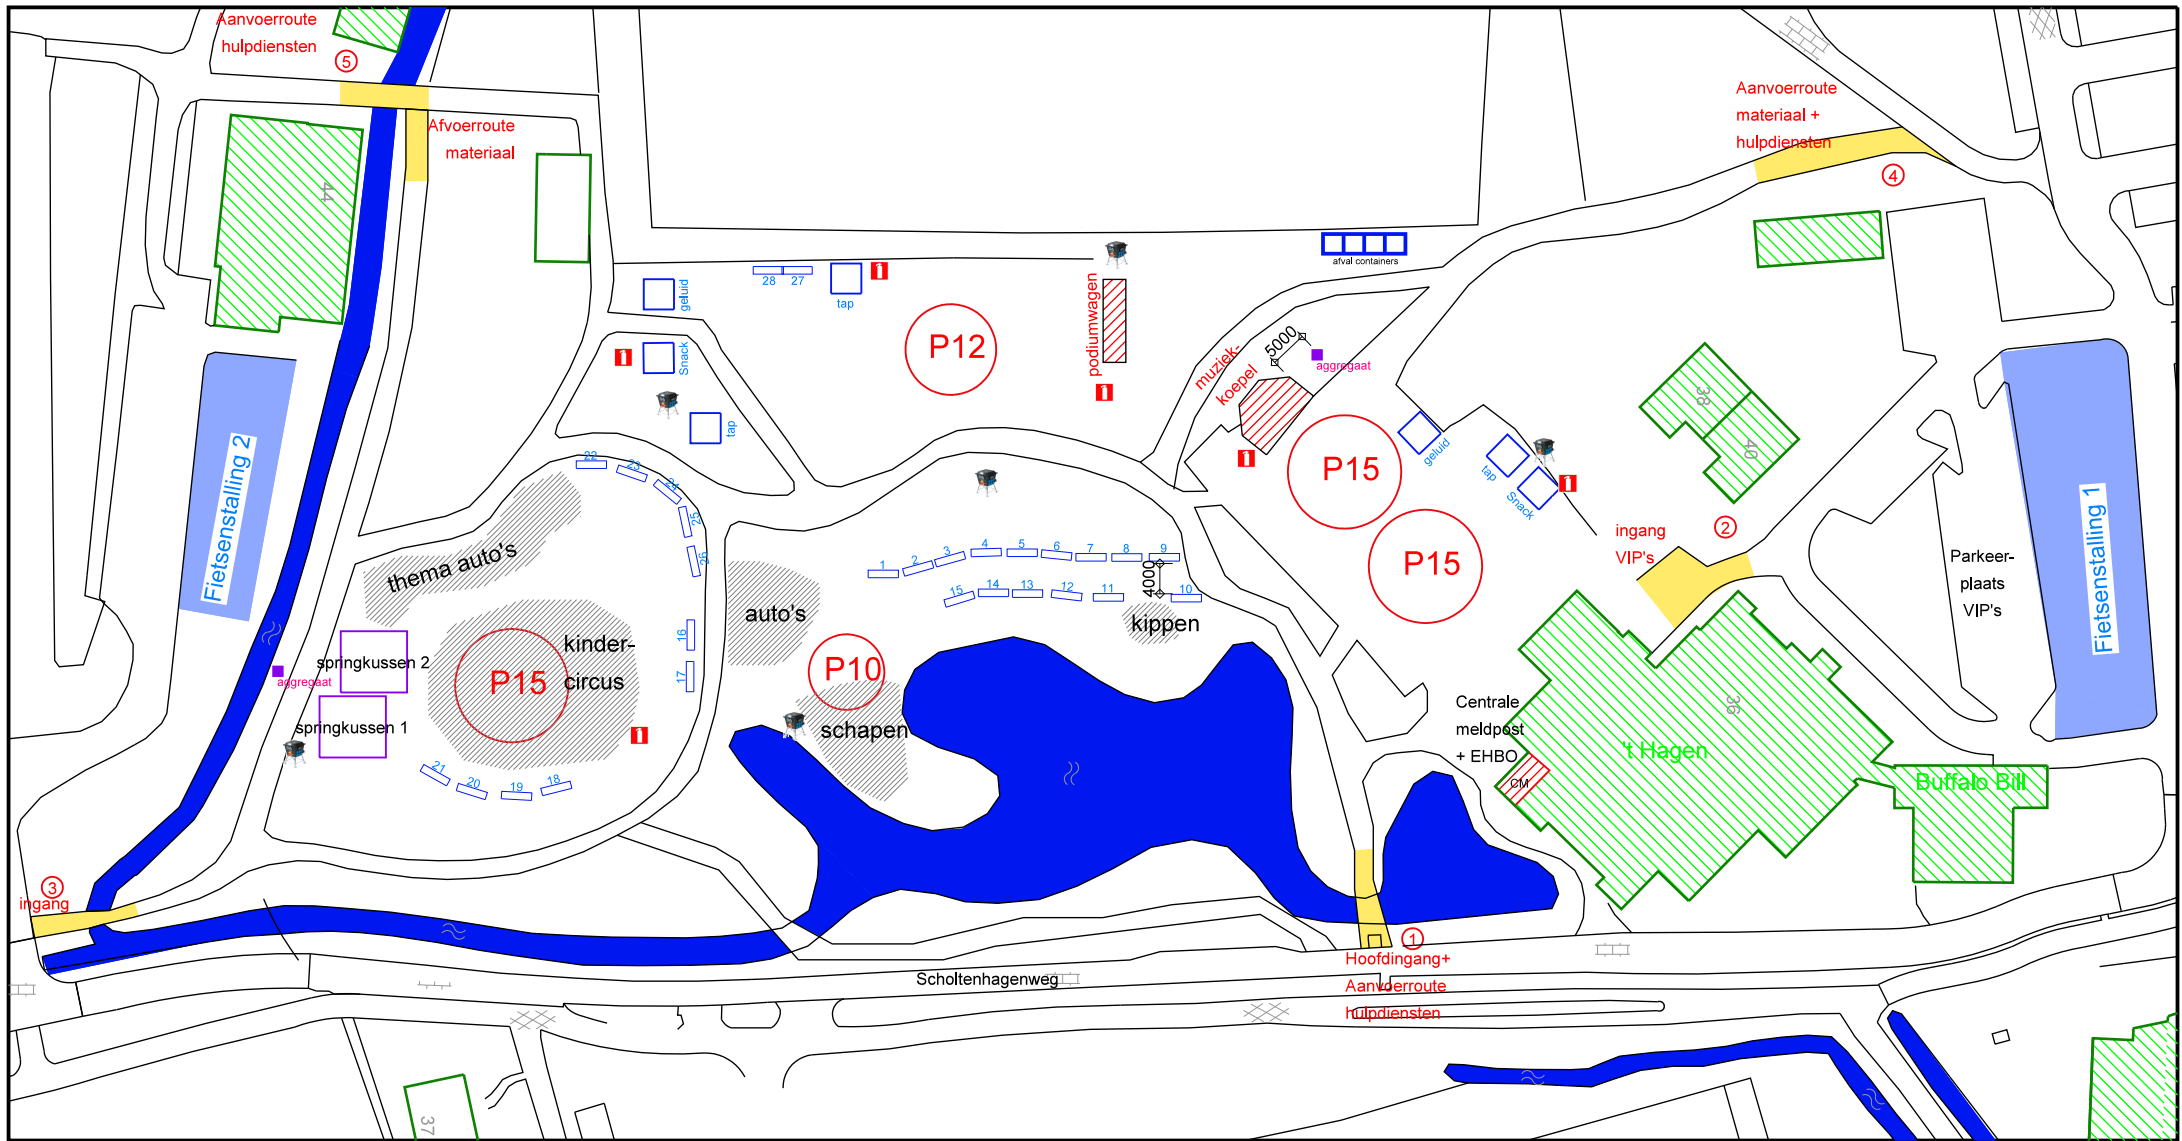 Aanvoerroute
hulpdiensten
5
Afvoerroute
materiaal
44
Aanvoerroute
materiaal +
hulpdiensten
4
afval containers
geluid
28
27
tap
podiumwagen
P12
Snack
tap
muziek-
koepel
5000
aggregaat
P15
geluid
tap
Snack
38
40
Fietsenstalling 2
Fietsenstalling 1
22
23
24
25
26
thema auto's
P15
ingang
VIP's
2
Parkeer-
plaats
VIP's
1
2
3
4
5
6
7
8
9
15
14
13
12
11
10
4000
auto's
kippen
16
17
kinder-
circus
P15
P10
schapen
springkussen 2
aggregaat
springkussen 1
21
20
19
18
Centrale
meldpost
+ EHBO
CM
36
't Hagen
Buffalo Bill
3
ingang
1
Hoofdingang+
Aanvoerroute
hulpdiensten
Scholtenhagenweg
37